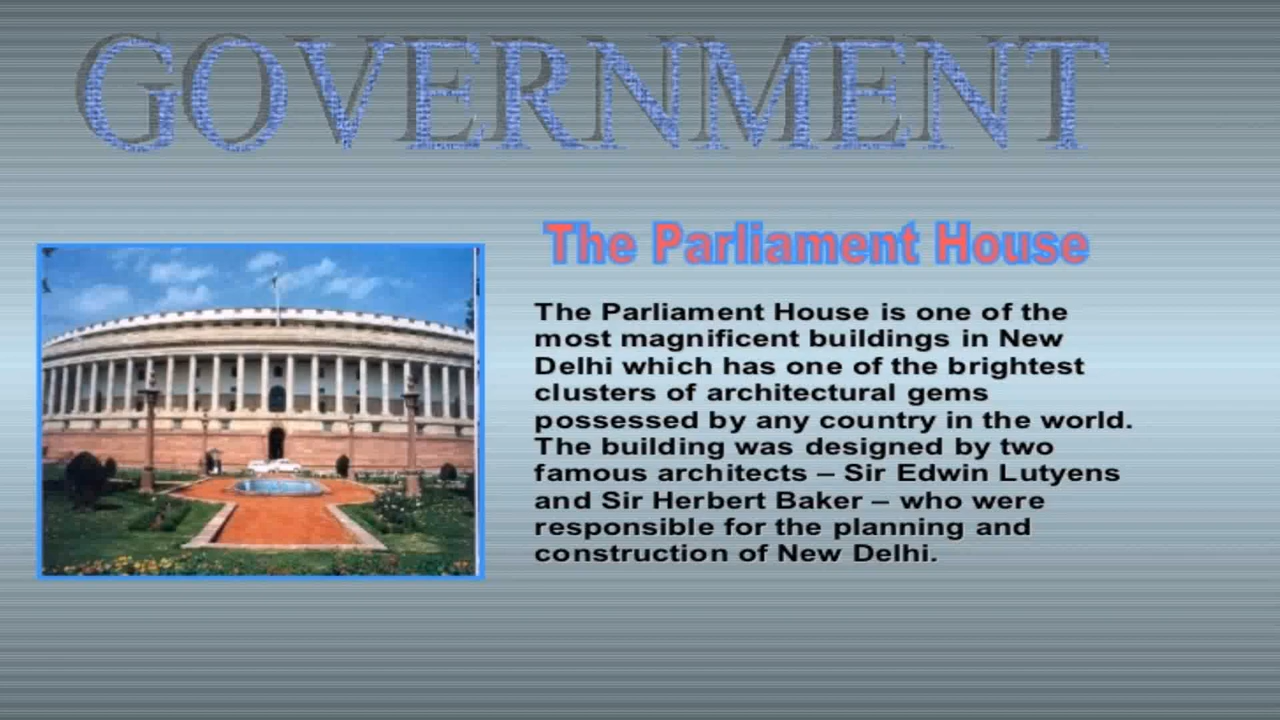 GOVERNMENT
The Parliament House
The Parliament House is one of the
most magnificent buildings in New
Delhi which has one of the brightest
clusters of architectural gems
possessed by any country in the world.
The building was designed by two
famous architects – Sir Edwin Lutyens
and Sir Herbert Baker – who were
responsible for the planning and
construction of New Delhi.